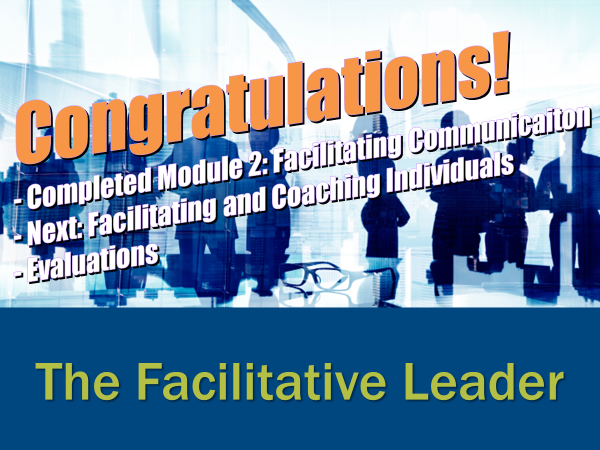 Congratulations!
- Completed Module 2: Facilitating Communicaiton
- Next: Facilitating and Coaching Individuals
- Evaluations
The Facilitative Leader